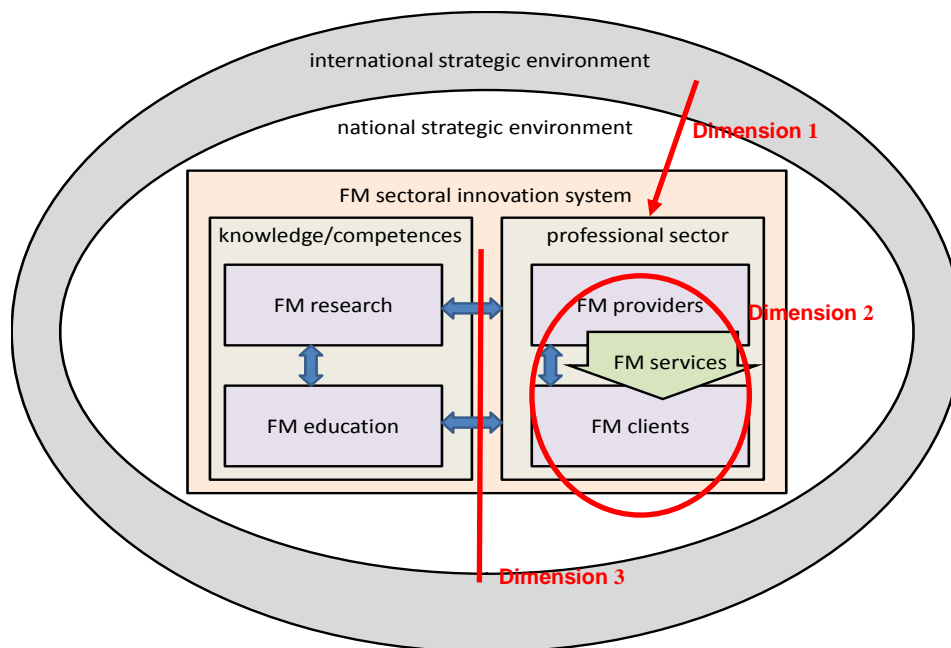 international strategic environment
national strategic environment
Dimension 1
FM sectoral innovation system
knowledge/competences
professional sector
FM research
FM providers
Dimension 2
FM services
FM education
FM clients
Dimension 3